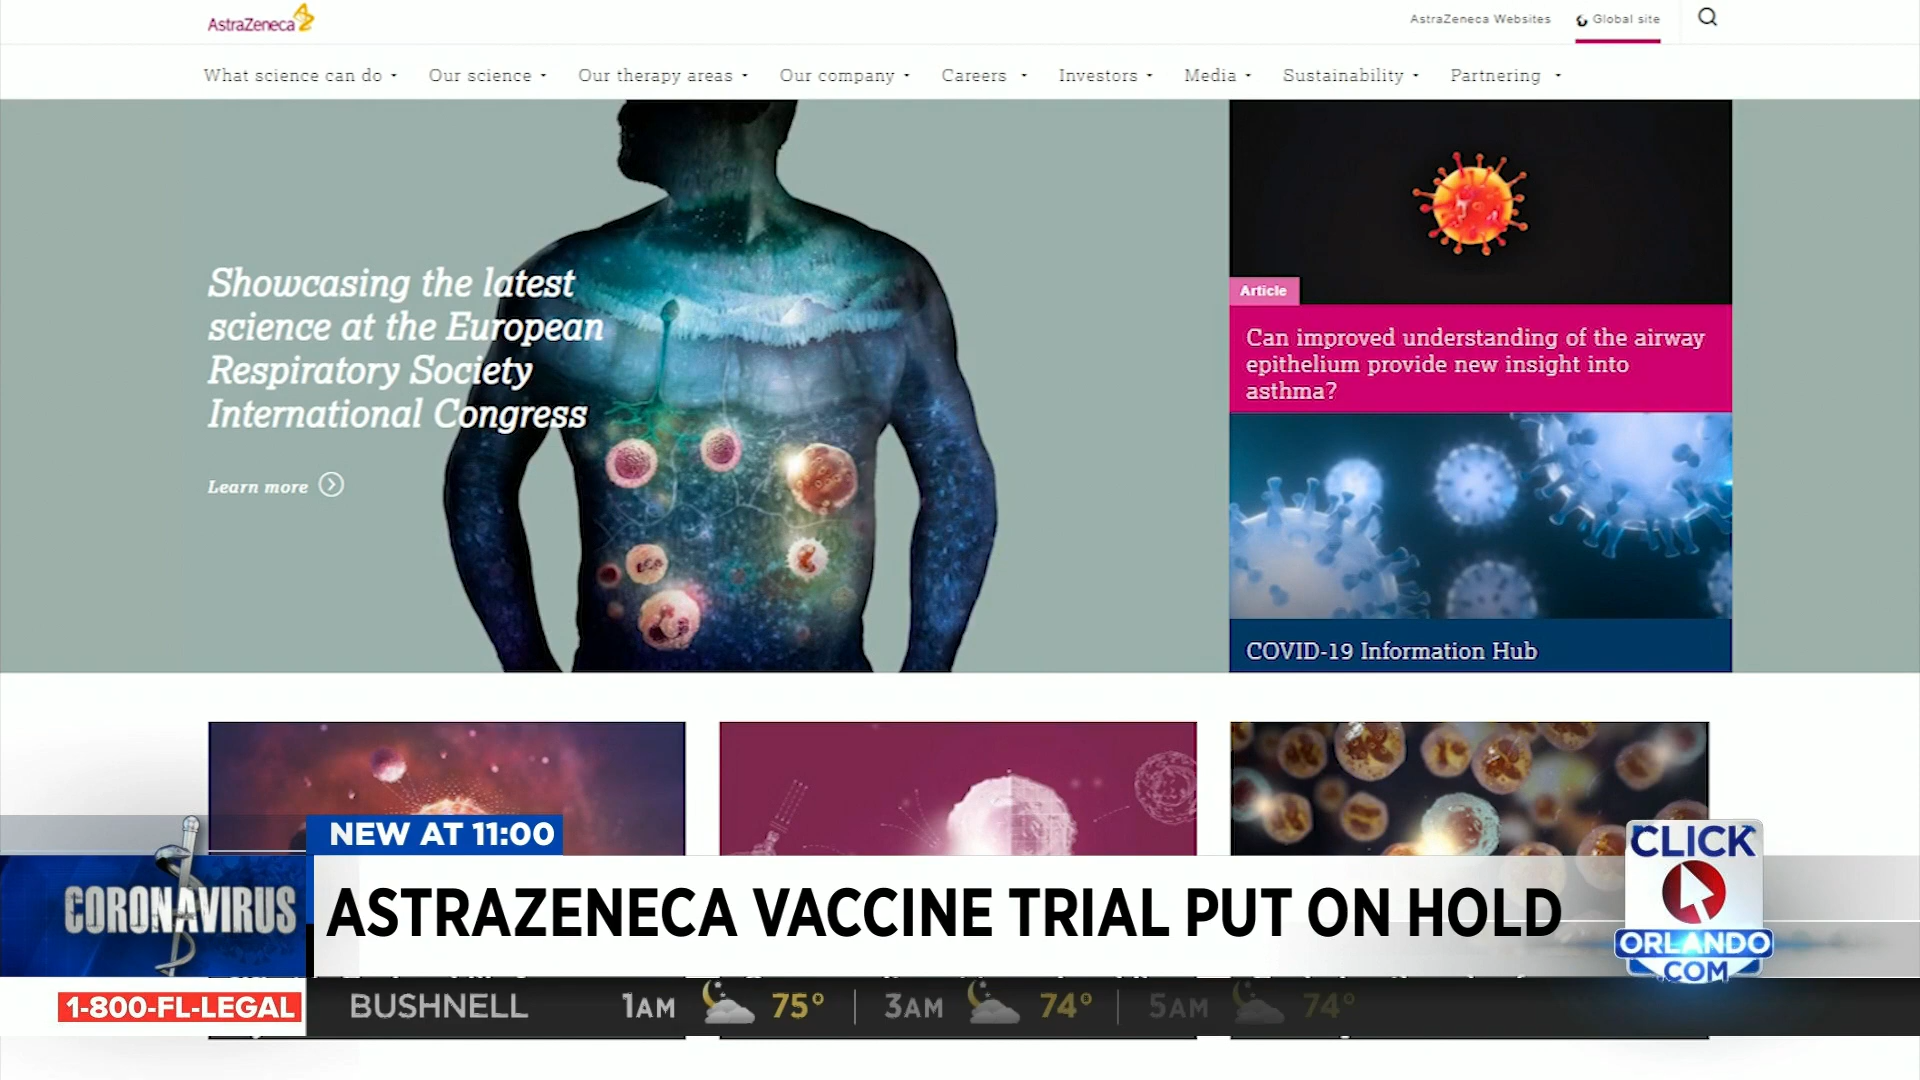 AstraZeneca
AstraZeneca Websites
Global site
What science can do
Our science
Our therapy areas
Our company
Careers
Investors
Media
Sustainability
Partnering
Showcasing the latest
science at the European
Respiratory Society
International Congress
Learn more
Article
Can improved understanding of the airway
epithelium provide new insight into
asthma?
COVID-19 Information Hub
NEW AT 11:00
CORONAVIRUS
ASTRAZENECA VACCINE TRIAL PUT ON HOLD
CLICK
ORLANDO
.COM
1-800-FL-LEGAL
BUSHNELL
1AM 75°
3AM 74°
5AM 74°